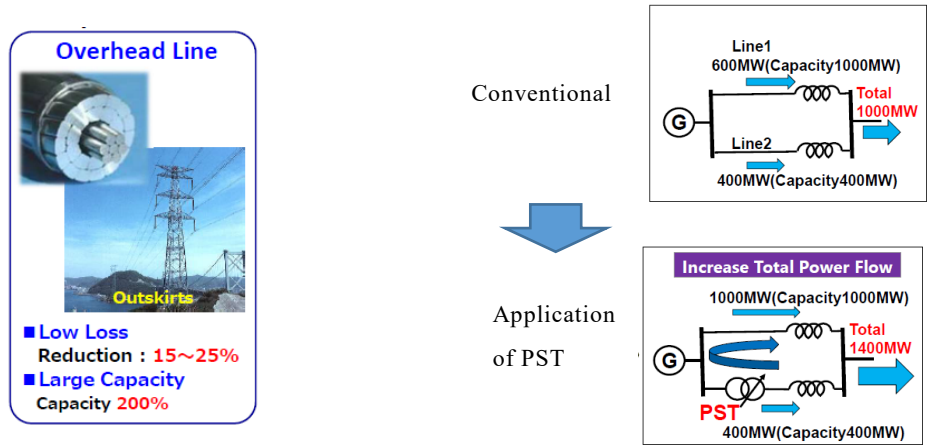 Overhead Line
Outskirts
■Low Loss
Reduction : 15～25%
■Large Capacity
Capacity 200%
Conventional
Line1
600MW(Capacity1000MW)
Total
1000MW
G
Line2
400MW(Capacity400MW)
Application
of PST
Increase Total Power Flow
1000MW(Capacity1000MW)
Total
1400MW
G
PST
400MW(Capacity400MW)